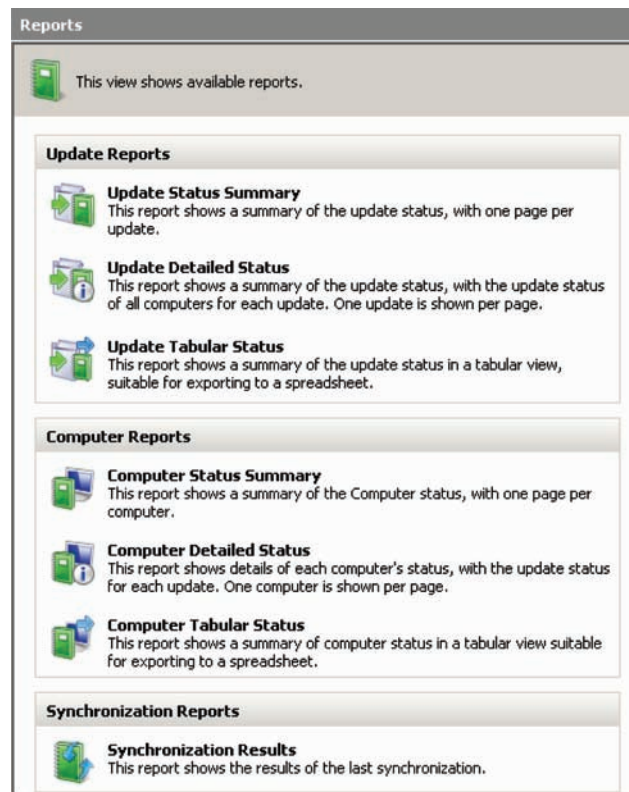 Reports
This view shows available reports.
Update Reports
Update Status Summary
This report shows a summary of the update status, with one page per
update.
Update Detailed Status
This report shows a summary of the update status, with the update status
of all computers for each update. One update is shown per page.
Update Tabular Status
This report shows a summary of the update status in a tabular view,
suitable for exporting to a spreadsheet.
Computer Reports
Computer Status Summary
This report shows a summary of the Computer status, with one page per
computer.
Computer Detailed Status
This report shows details of each computer's status, with the update status
for each update. One computer is shown per page.
Computer Tabular Status
This report shows a summary of computer status in a tabular view suitable
for exporting to a spreadsheet.
Synchronization Reports
Synchronization Results
This report shows the results of the last synchronization.